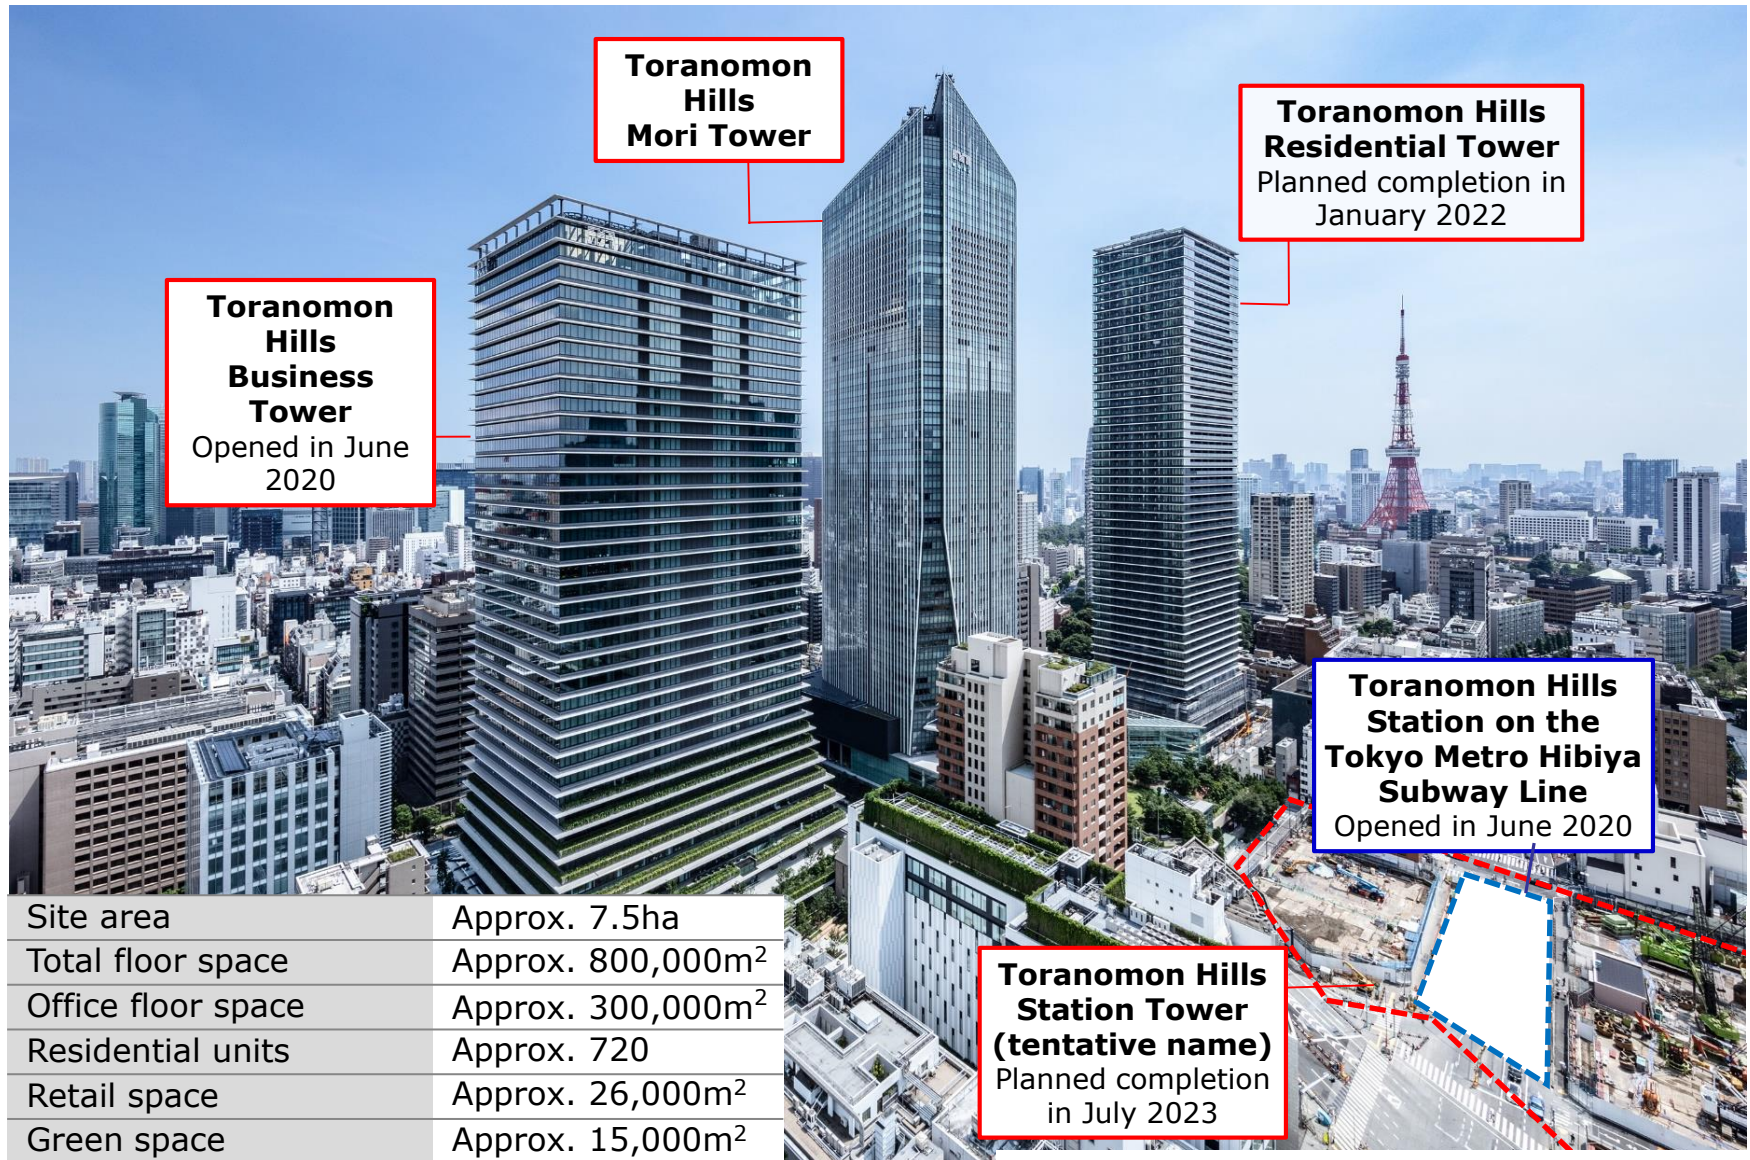 Toranomon
Hills
Mori Tower
Toranomon Hills
Residential Tower
Planned completion in
January 2022
Toranomon
Hills
Business
Tower
Opened in June
2020
Toranomon Hills
Station on the
Tokyo Metro Hibiya
Subway Line
Opened in June 2020
Toranomon Hills
Station Tower
(tentative name)
Planned completion
in July 2023
Site area Approx. 7.5ha
Total floor space Approx. 800,000m²
Office floor space Approx. 300,000m²
Residential units Approx. 720
Retail space Approx. 26,000m²
Green space Approx. 15,000m²